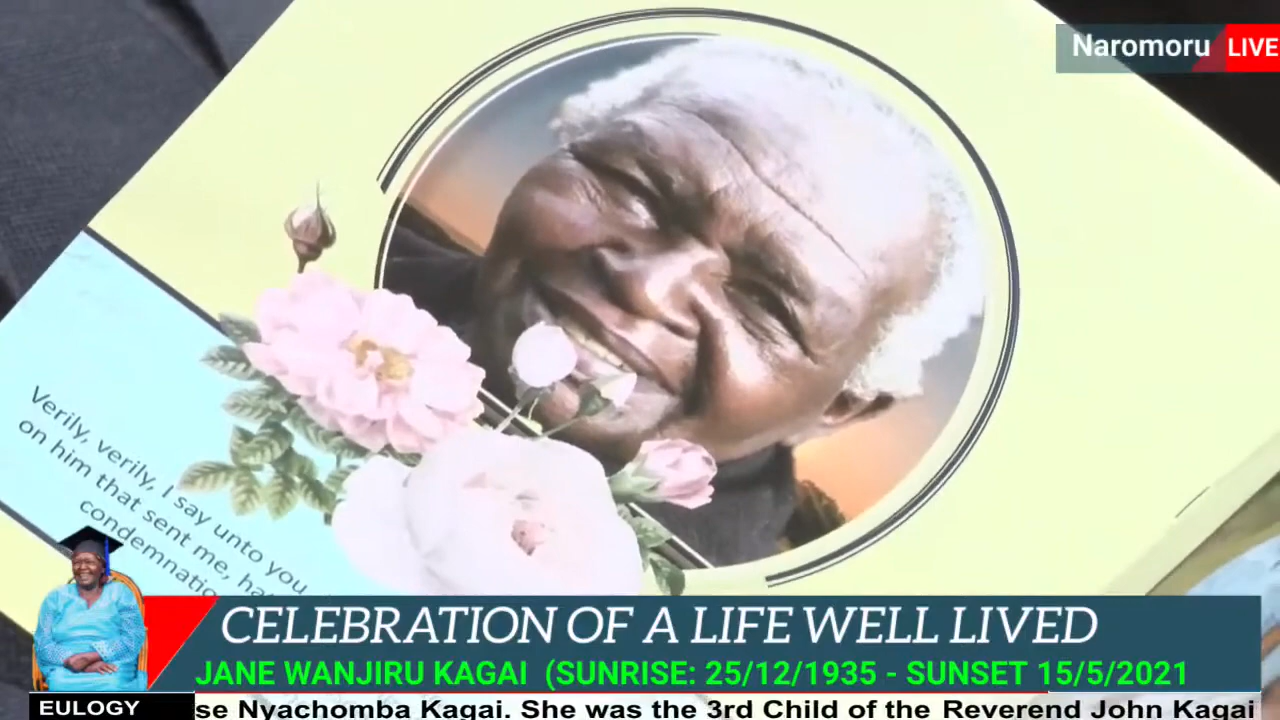 Naromoru LIVE
Verily, verily, I say unto you
on him that sent me, ha
condemnatio
CELEBRATION OF A LIFE WELL LIVED
JANE WANJIRU KAGAI (SUNRISE: 25/12/1935 - SUNSET 15/5/2021
EULOGY se Nyachomba Kagai. She was the 3rd Child of the Reverend John Kagai